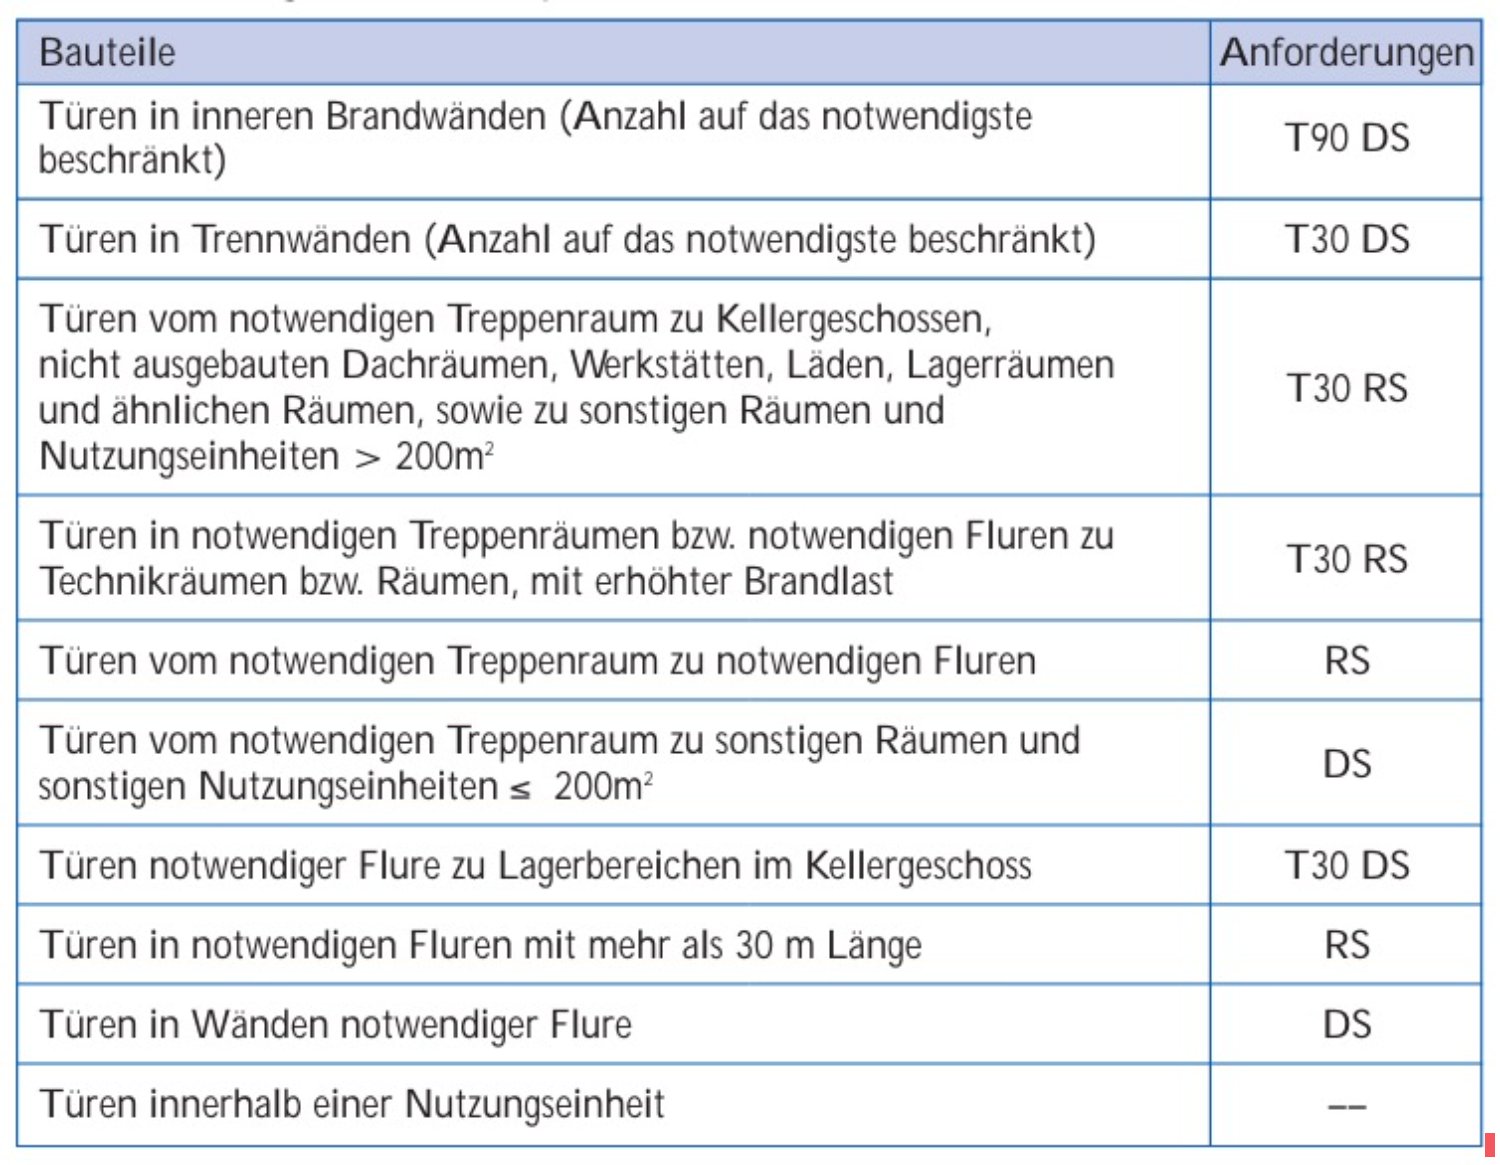 Bauteile
Anforderungen
Türen in inneren Brandwänden (Anzahl auf das notwendigste
beschränkt)
T90 DS
Türen in Trennwänden (Anzahl auf das notwendigste beschränkt)
T30 DS
Türen vom notwendigen Treppenraum zu Kellergeschossen,
nicht ausgebauten Dachräumen, Werkstätten, Läden, Lagerräumen
und ähnlichen Räumen, sowie zu sonstigen Räumen und
Nutzungseinheiten > 200m²
T30 RS
Türen in notwendigen Treppenräumen bzw. notwendigen Fluren zu
Technikräumen bzw. Räumen, mit erhöhter Brandlast
T30 RS
Türen vom notwendigen Treppenraum zu notwendigen Fluren
RS
Türen vom notwendigen Treppenraum zu sonstigen Räumen und
sonstigen Nutzungseinheiten ≤ 200m²
DS
Türen notwendiger Flure zu Lagerbereichen im Kellergeschoss
T30 DS
Türen in notwendigen Fluren mit mehr als 30 m Länge
RS
Türen in Wänden notwendiger Flure
DS
Türen innerhalb einer Nutzungseinheit
––